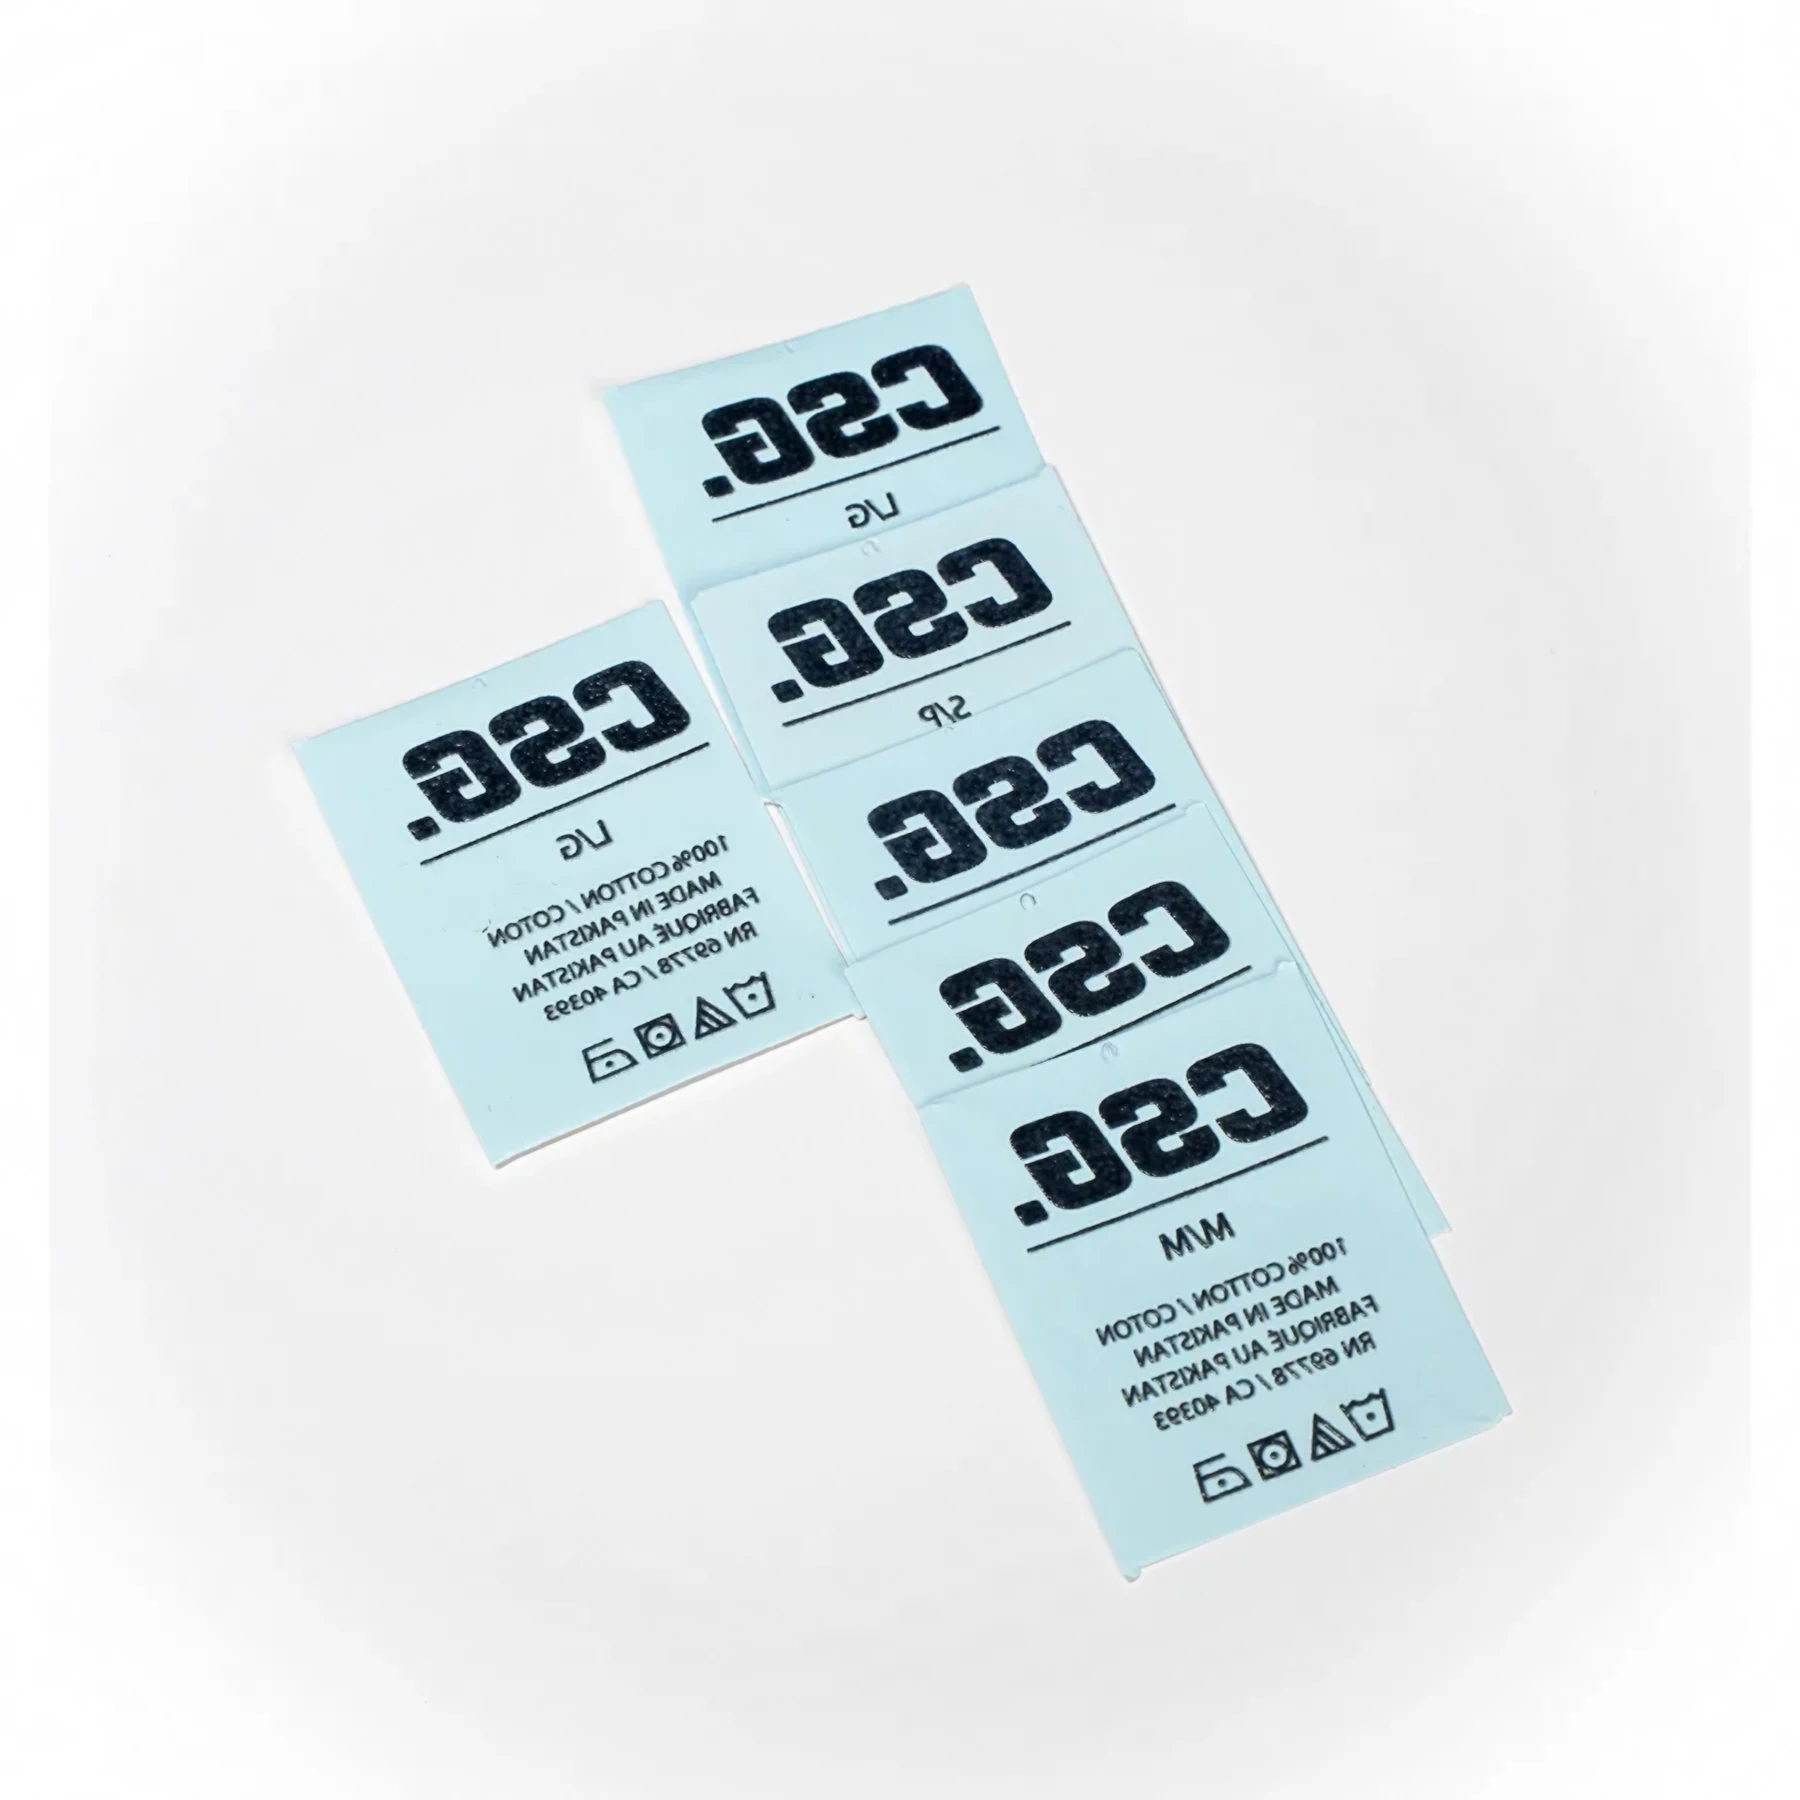 CSG.
L/G
CSG.
S/P
CSG.
CSG.
CSG.
M/M
100% COTTON / COTON
MADE IN PAKISTAN
FABRIQUÉ AU PAKISTAN
RN 69778 / CA 40393
CSG.
L/G
100% COTTON / COTON
MADE IN PAKISTAN
FABRIQUÉ AU PAKISTAN
RN 69778 / CA 40393